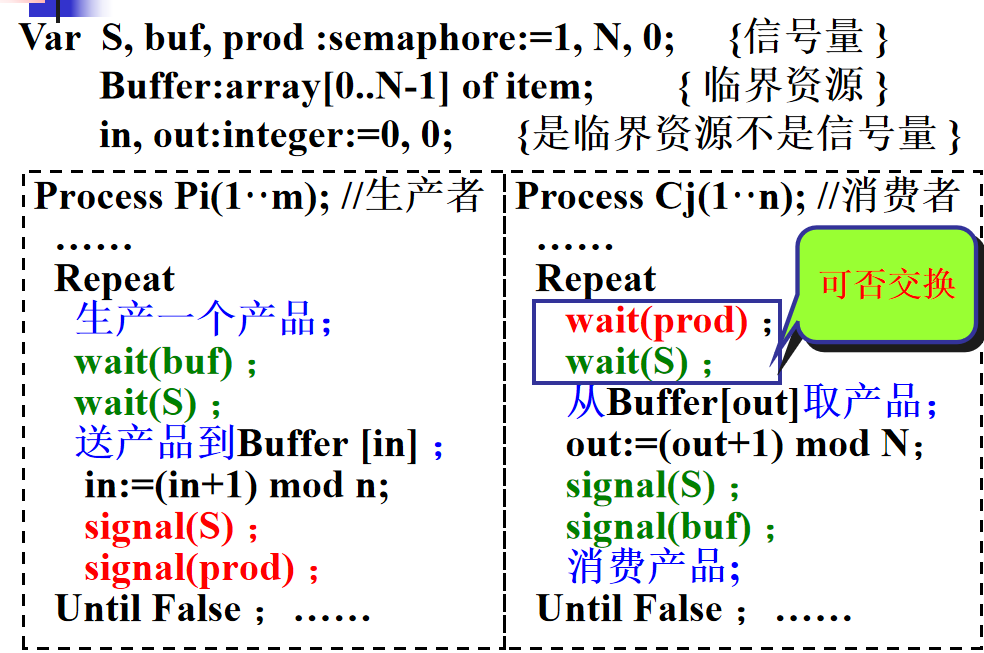 Var S, buf, prod :semaphore:=1, N, 0; {信号量 }
Buffer:array[0..N-1] of item; { 临界资源 }
in, out:integer:=0, 0; {是临界资源不是信号量 }
Process Pi(1··m); //生产者
……
Repeat
生产一个产品；
wait(buf) ；
wait(S) ；
送产品到Buffer [in] ；
in:=(in+1) mod n;
signal(S) ；
signal(prod) ；
Until False ； ……
Process Cj(1··n); //消费者
……
Repeat
wait(prod) ；
wait(S) ；
从Buffer[out]取产品；
out:=(out+1) mod N；
signal(S) ；
signal(buf) ；
消费产品;
Until False ； ……
可否交换